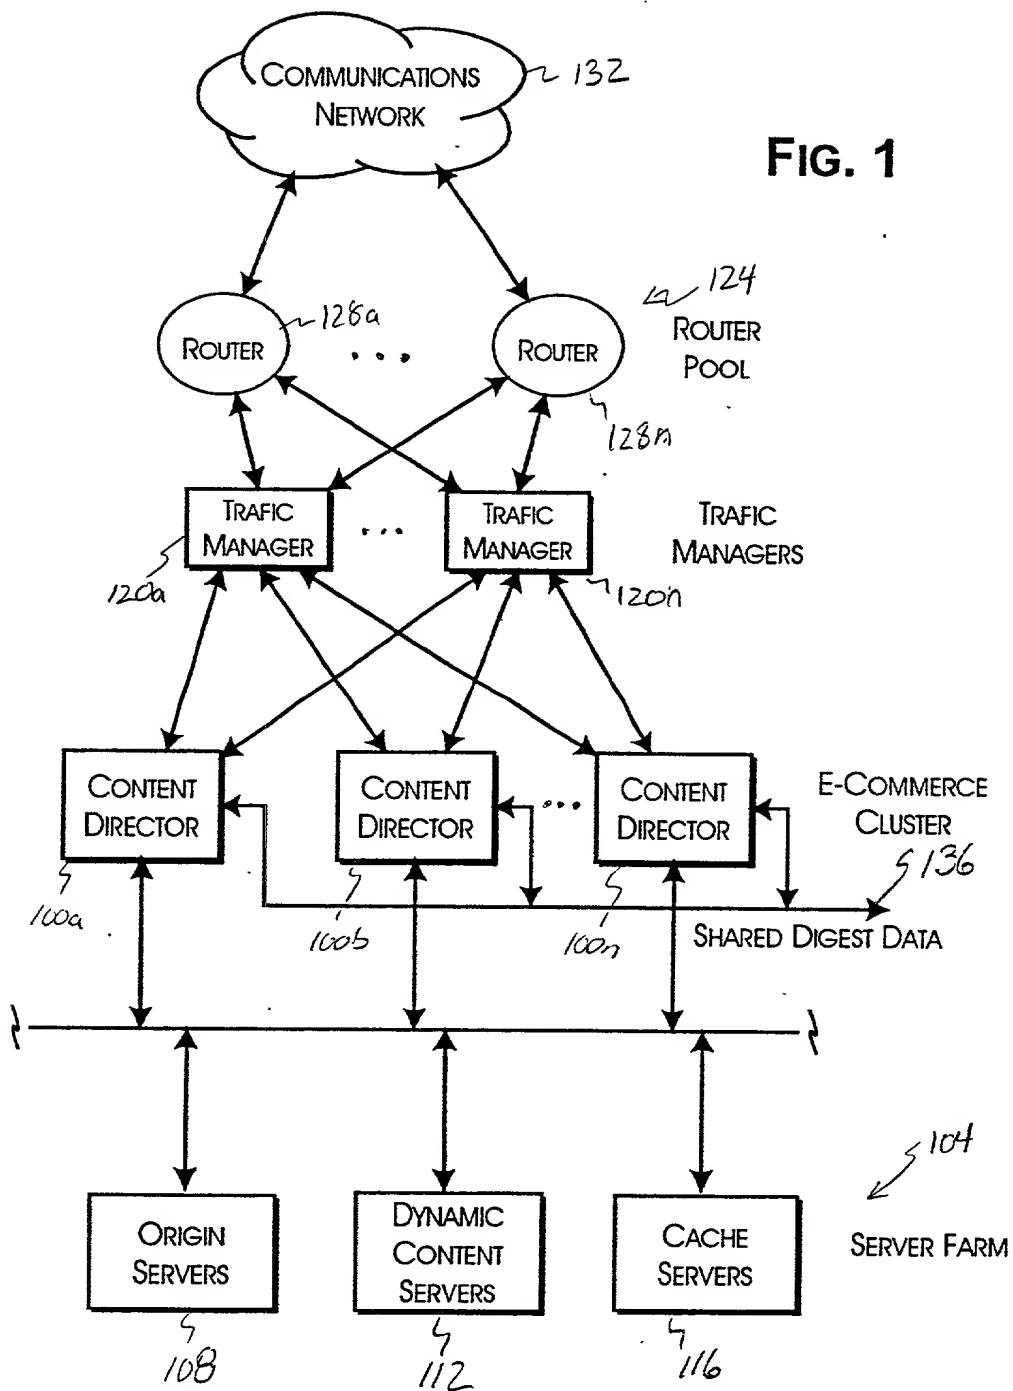 COMMUNICATIONS
NETWORK
132
FIG. 1
124
ROUTER
POOL
ROUTER
128a
...
ROUTER
128n
TRAFIC
MANAGER
120a
...
TRAFIC
MANAGER
120n
TRAFIC
MANAGERS
CONTENT
DIRECTOR
100a
CONTENT
DIRECTOR
100b
...
CONTENT
DIRECTOR
100n
E-COMMERCE
CLUSTER
136
SHARED DIGEST DATA
104
SERVER FARM
ORIGIN
SERVERS
108
DYNAMIC
CONTENT
SERVERS
112
CACHE
SERVERS
116